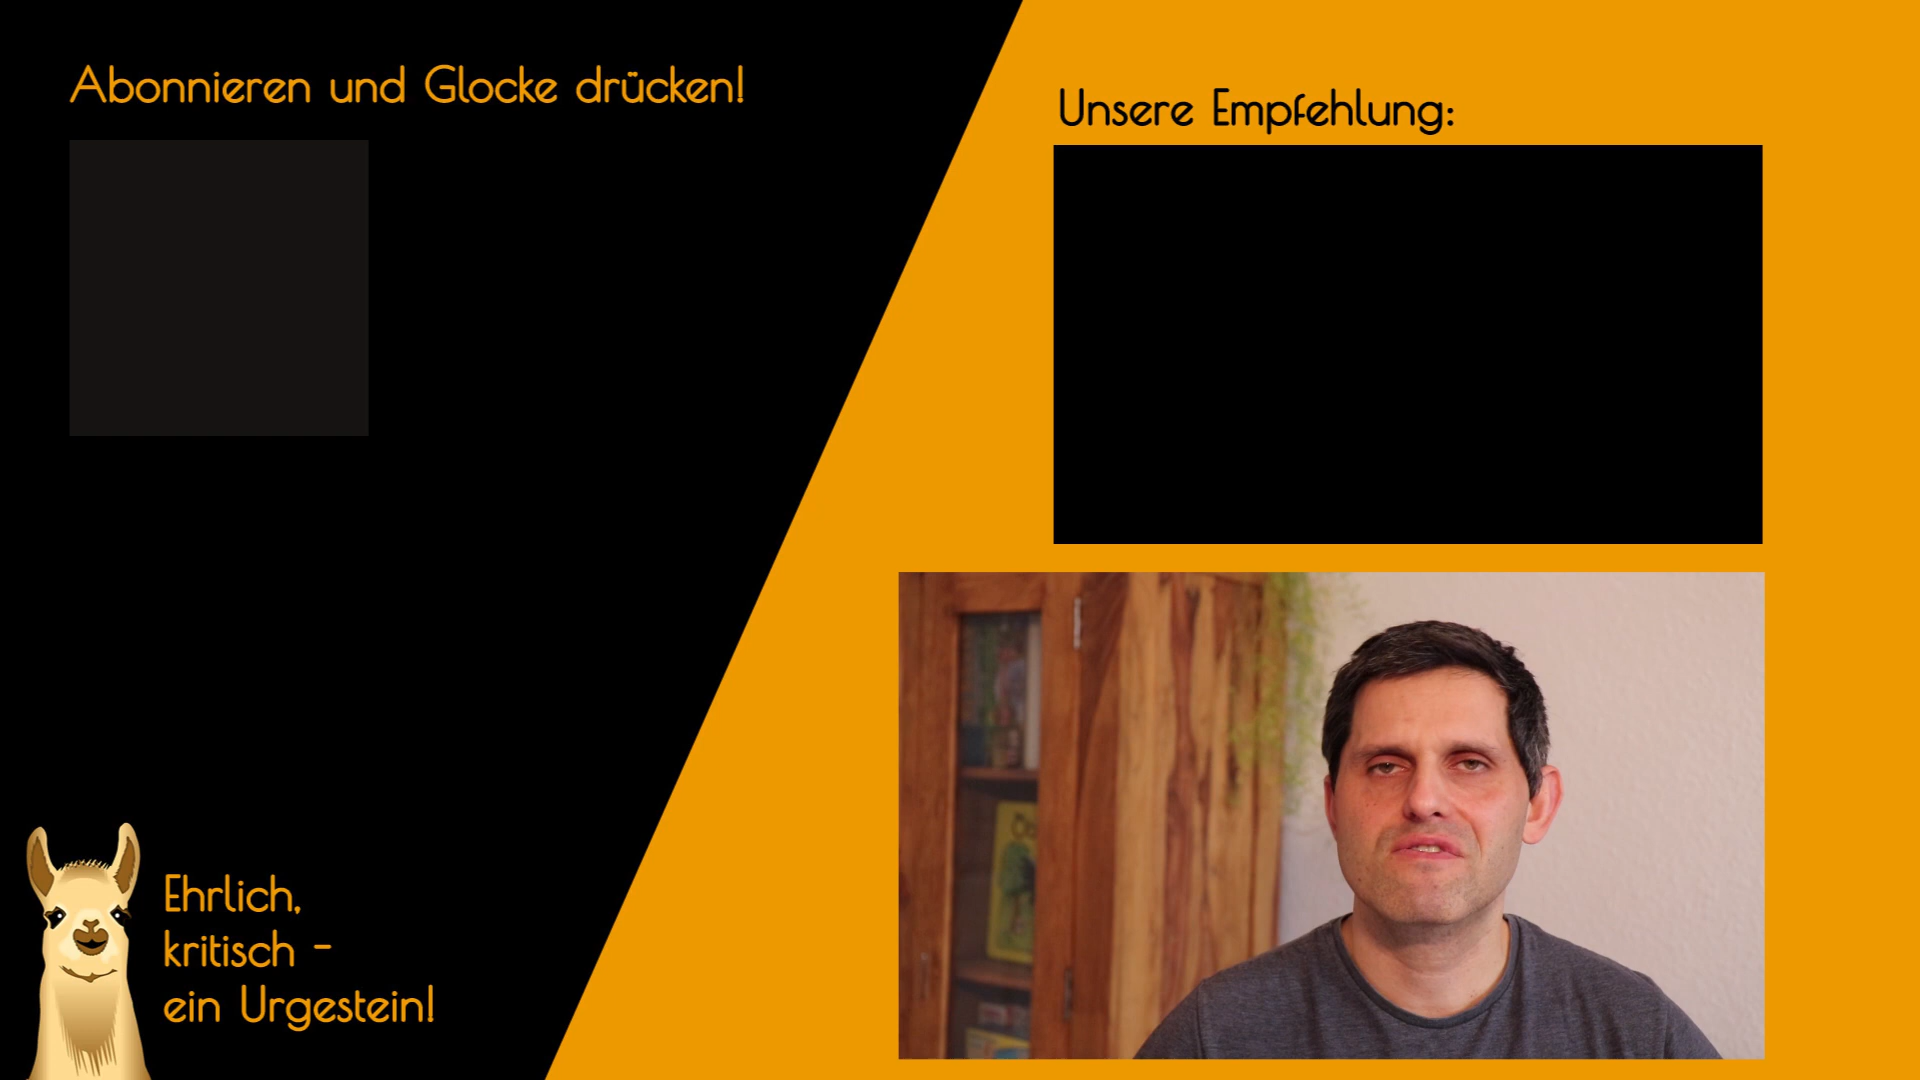 Abonnieren und Glocke drücken!
Unsere Empfehlung:
Ehrlich,
kritisch -
ein Urgestein!